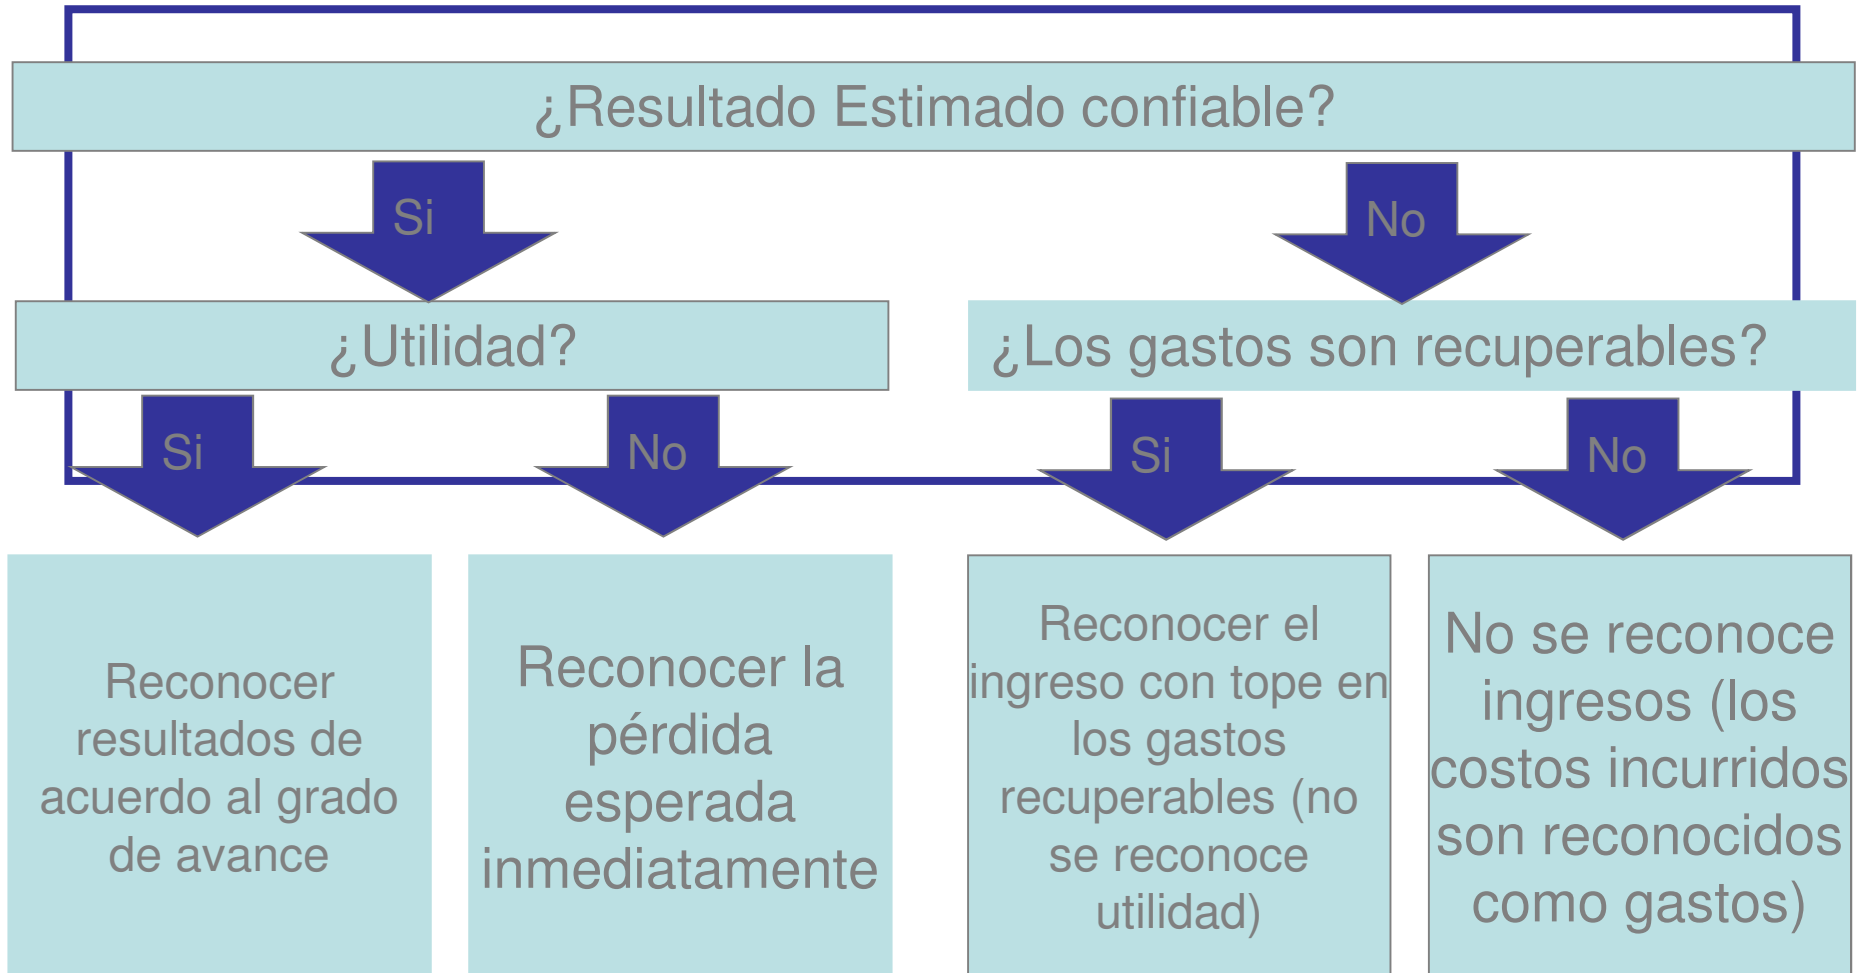 ¿Resultado Estimado confiable?
Si
No
¿Utilidad?
¿Los gastos son recuperables?
Si
No
Si
No
Reconocer
resultados de
acuerdo al grado
de avance
Reconocer la
pérdida
esperada
inmediatamente
Reconocer el
ingreso con tope en
los gastos
recuperables (no
se reconoce
utilidad)
No se reconoce
ingresos (los
costos incurridos
son reconocidos
como gastos)